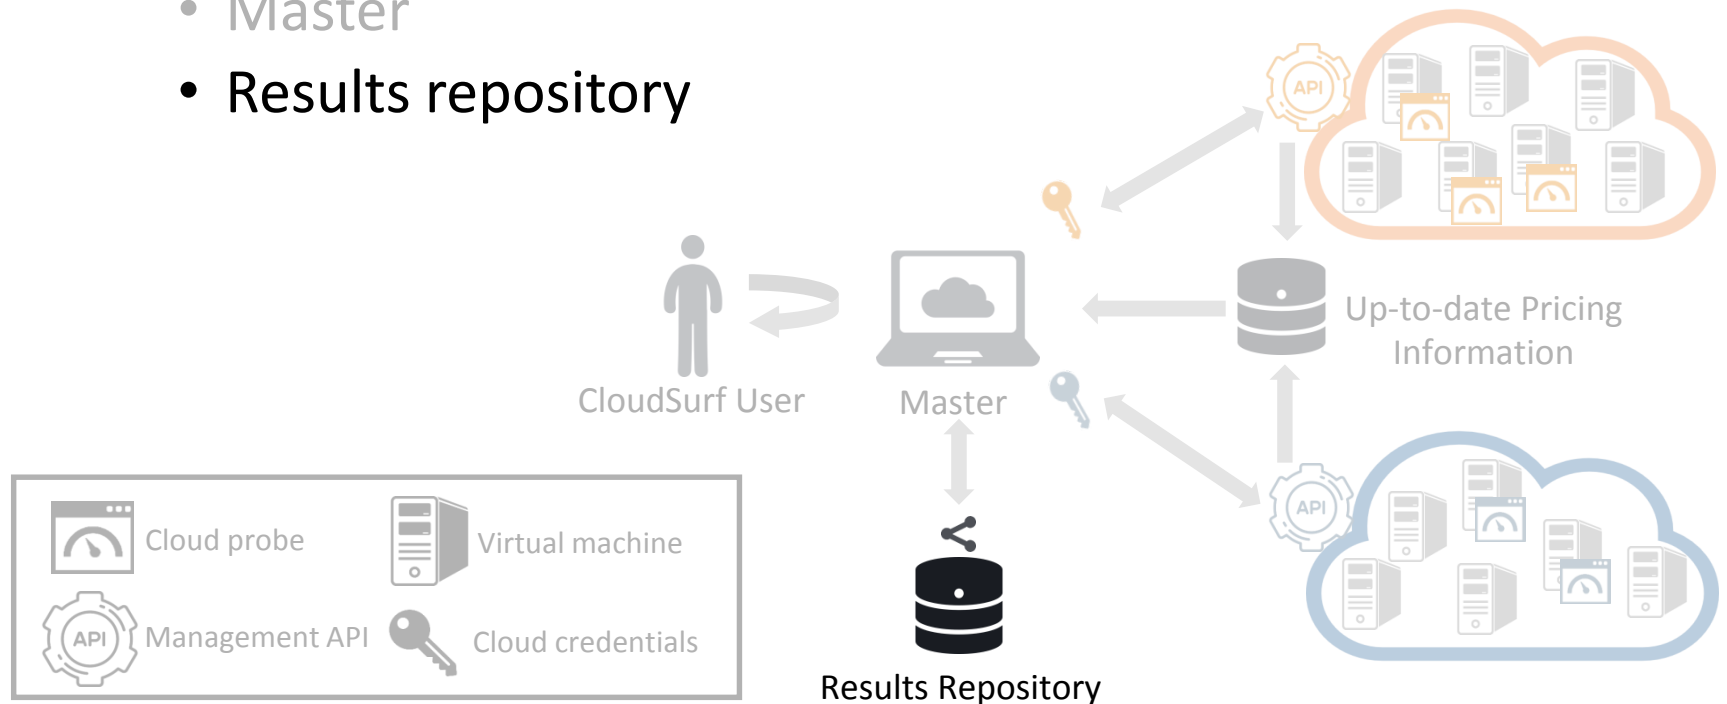 • Master
• Results repository
API
Up-to-date Pricing
Information
CloudSurf User
Master
API
Cloud probe
Virtual machine
API
Management API
Cloud credentials
Results Repository